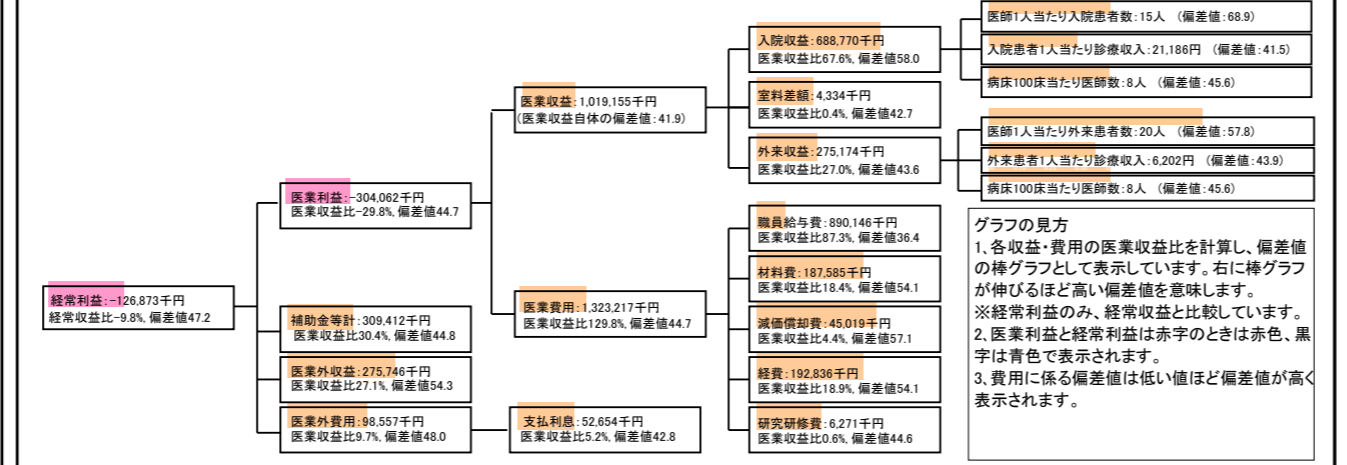 経常利益:-126,873千円
経常収支比-9.8%, 偏差値47.2
医業利益:-304,062千円
医業収益比-29.8%, 偏差値44.7
補助金等計:309,412千円
医業収益比30.4%, 偏差値44.8
医業外収益:275,746千円
医業収益比27.1%, 偏差値54.3
医業外費用:98,557千円
医業収益比9.7%, 偏差値48.0
医業収益:1,019,155千円
(医業収益自体の偏差値:41.9)
医業費用:1,323,217千円
医業収益比129.8%, 偏差値44.7
支払利息:52,654千円
医業収益比5.2%, 偏差値42.8
入院収益:688,770千円
医業収益比67.6%, 偏差値58.0
室料差額:4,334千円
医業収益比0.4%, 偏差値42.7
外来収益:275,174千円
医業収益比27.0%, 偏差値43.6
職員給与費:890,146千円
医業収益比87.3%, 偏差値36.4
材料費:187,585千円
医業収益比18.4%, 偏差値54.1
減価償却費:45,019千円
医業収益比4.4%, 偏差値57.1
経費:192,836千円
医業収益比18.9%, 偏差値54.1
研究研修費:6,271千円
医業収益比0.6%, 偏差値44.6
医師1人当たり入院患者数:15人 (偏差値:68.9)
入院患者1人当たり診療収入:21,186円 (偏差値:41.5)
病床100床当たり医師数:8人 (偏差値:45.6)
医師1人当たり外来患者数:20人 (偏差値:57.8)
外来患者1人当たり診療収入:6,202円 (偏差値:43.9)
病床100床当たり医師数:8人 (偏差値:45.6)
グラフの見方
1、各収益・費用の医業収益比を計算し、偏差値
の棒グラフとして表示しています。右に棒グラフ
が伸びるほど高い偏差値を意味します。
※経常利益のみ、経常収益と比較しています。
2、医業利益と経常利益は赤字のときは赤色、黒
字は青色で表示されます。
3、費用に係る偏差値は低い値ほど偏差値が高く
表示されます。